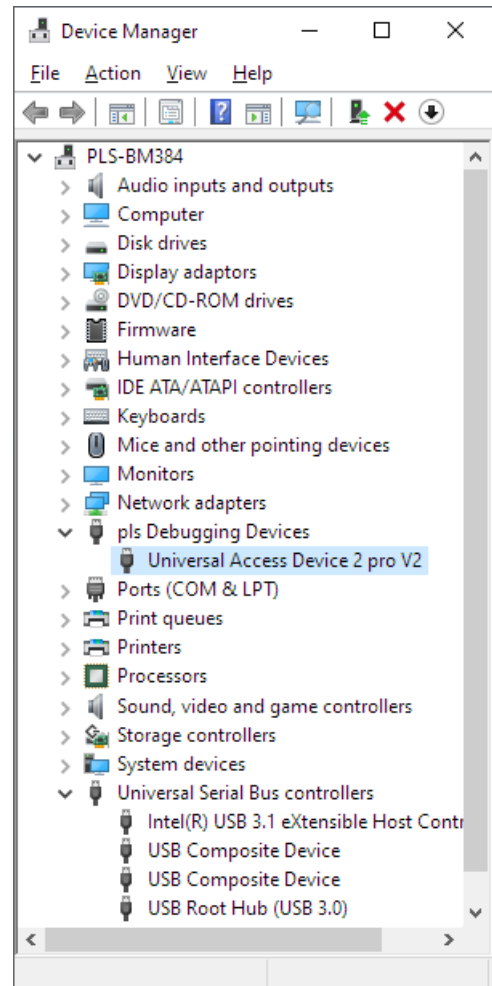 Device Manager
File Action View Help
PLS-BM384
Audio inputs and outputs
Computer
Disk drives
Display adaptors
DVD/CD-ROM drives
Firmware
Human Interface Devices
IDE ATA/ATAPI controllers
Keyboards
Mice and other pointing devices
Monitors
Network adapters
pls Debugging Devices
Universal Access Device 2 pro V2
Ports (COM & LPT)
Print queues
Printers
Processors
Sound, video and game controllers
Storage controllers
System devices
Universal Serial Bus controllers
Intel(R) USB 3.1 eXtensible Host Contr
USB Composite Device
USB Composite Device
USB Root Hub (USB 3.0)